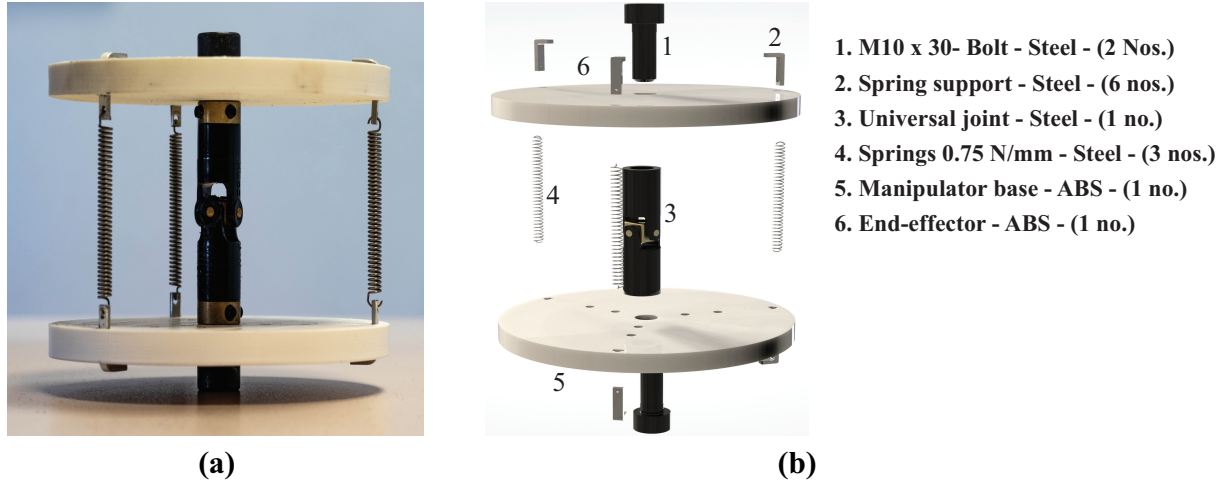 1
2
6
4
3
5
1. M10 x 30- Bolt - Steel - (2 Nos.)
2. Spring support - Steel - (6 nos.)
3. Universal joint - Steel - (1 no.)
4. Springs 0.75 N/mm - Steel - (3 nos.)
5. Manipulator base - ABS - (1 no.)
6. End-effector - ABS - (1 no.)
(a)
(b)